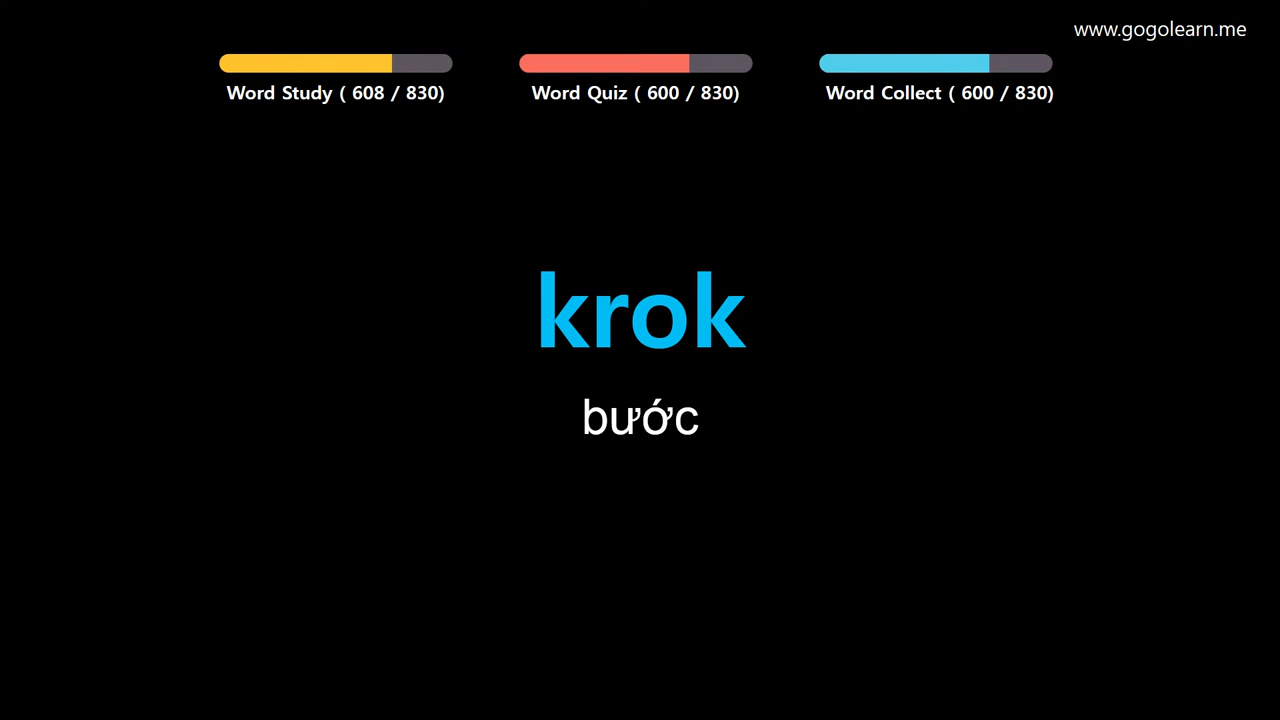 www.gogolearn.me
Word Study ( 608 / 830)
Word Quiz ( 600 / 830)
Word Collect ( 600 / 830)
krok
bước